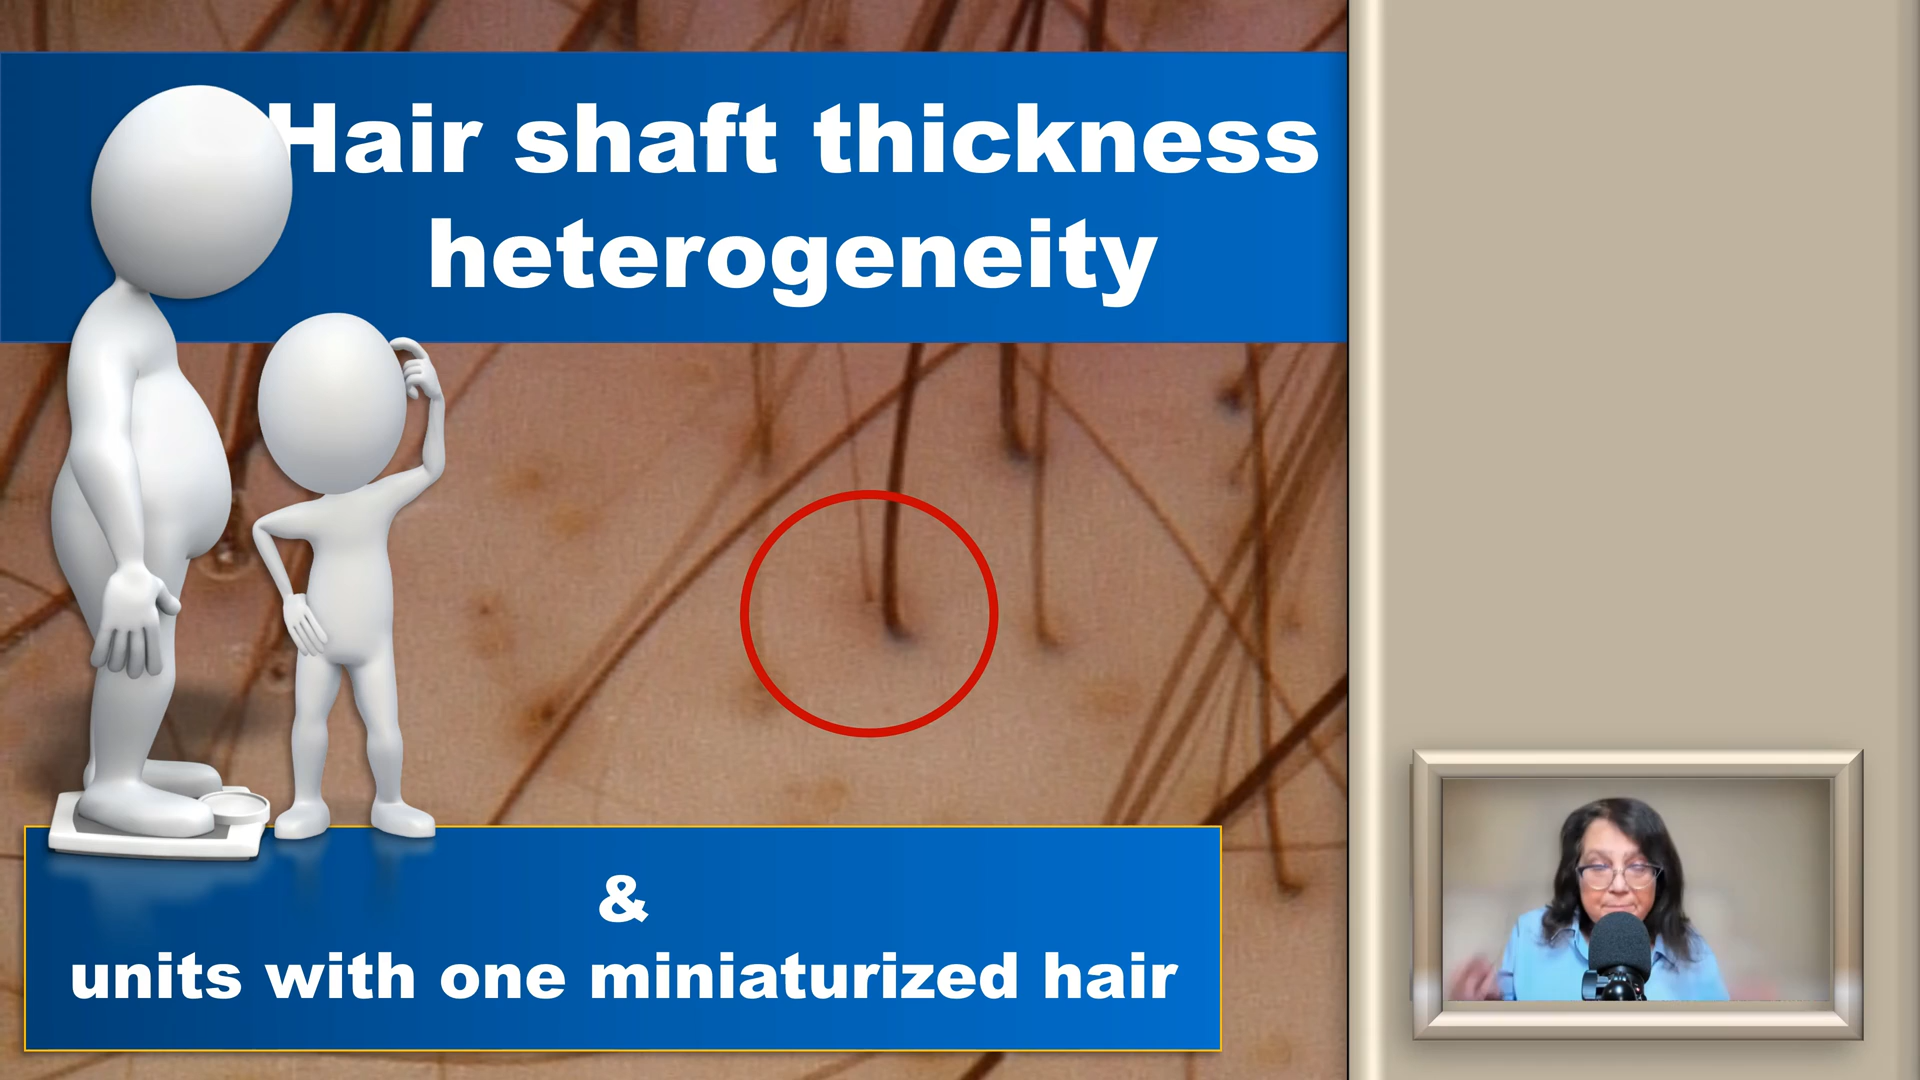 Hair shaft thickness
heterogeneity
&
units with one miniaturized hair